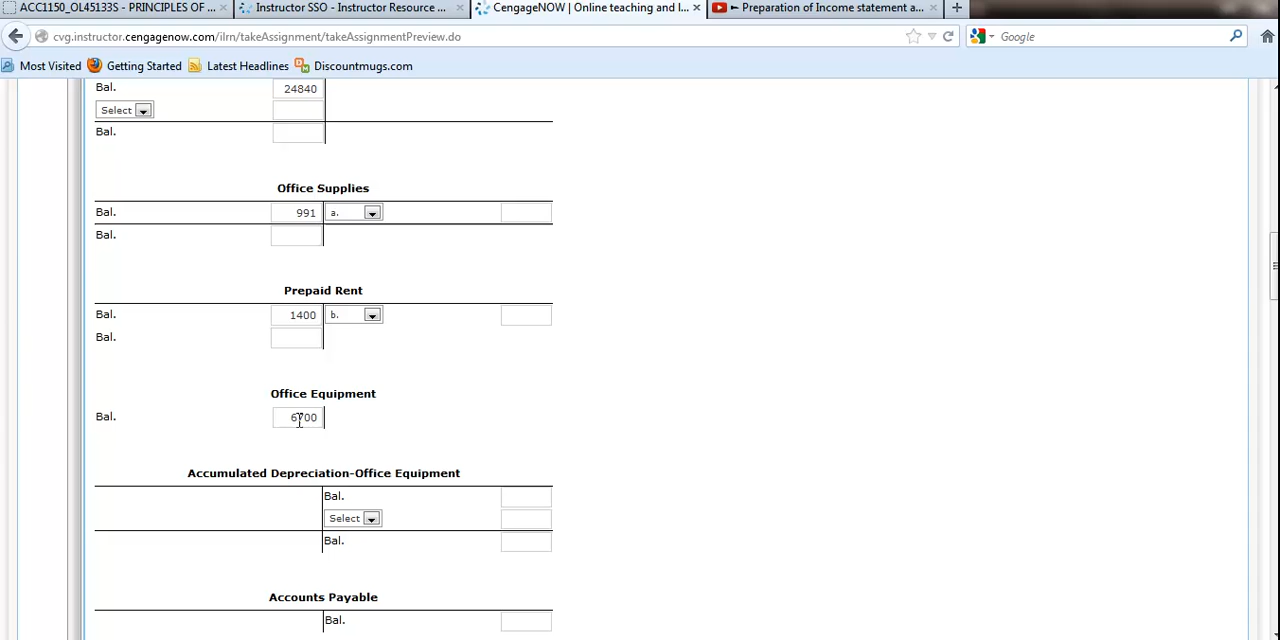 ACC1150_OL45133S - PRINCIPLES OF ...
Instructor SSO - Instructor Resource ...
CengageNOW | Online teaching and l...
Preparation of Income statement a...
cvg.instructor.cengagenow.com/ilrn/takeAssignment/takeAssignmentPreview.do
Google
Most Visited Getting Started Latest Headlines Discountmugs.com
Bal. 24840
Select
Bal.
Office Supplies
Bal. 991 a.
Bal.
Prepaid Rent
Bal. 1400 b.
Bal.
Office Equipment
Bal. 6700
Accumulated Depreciation-Office Equipment
Bal.
Select
Bal.
Accounts Payable
Bal.